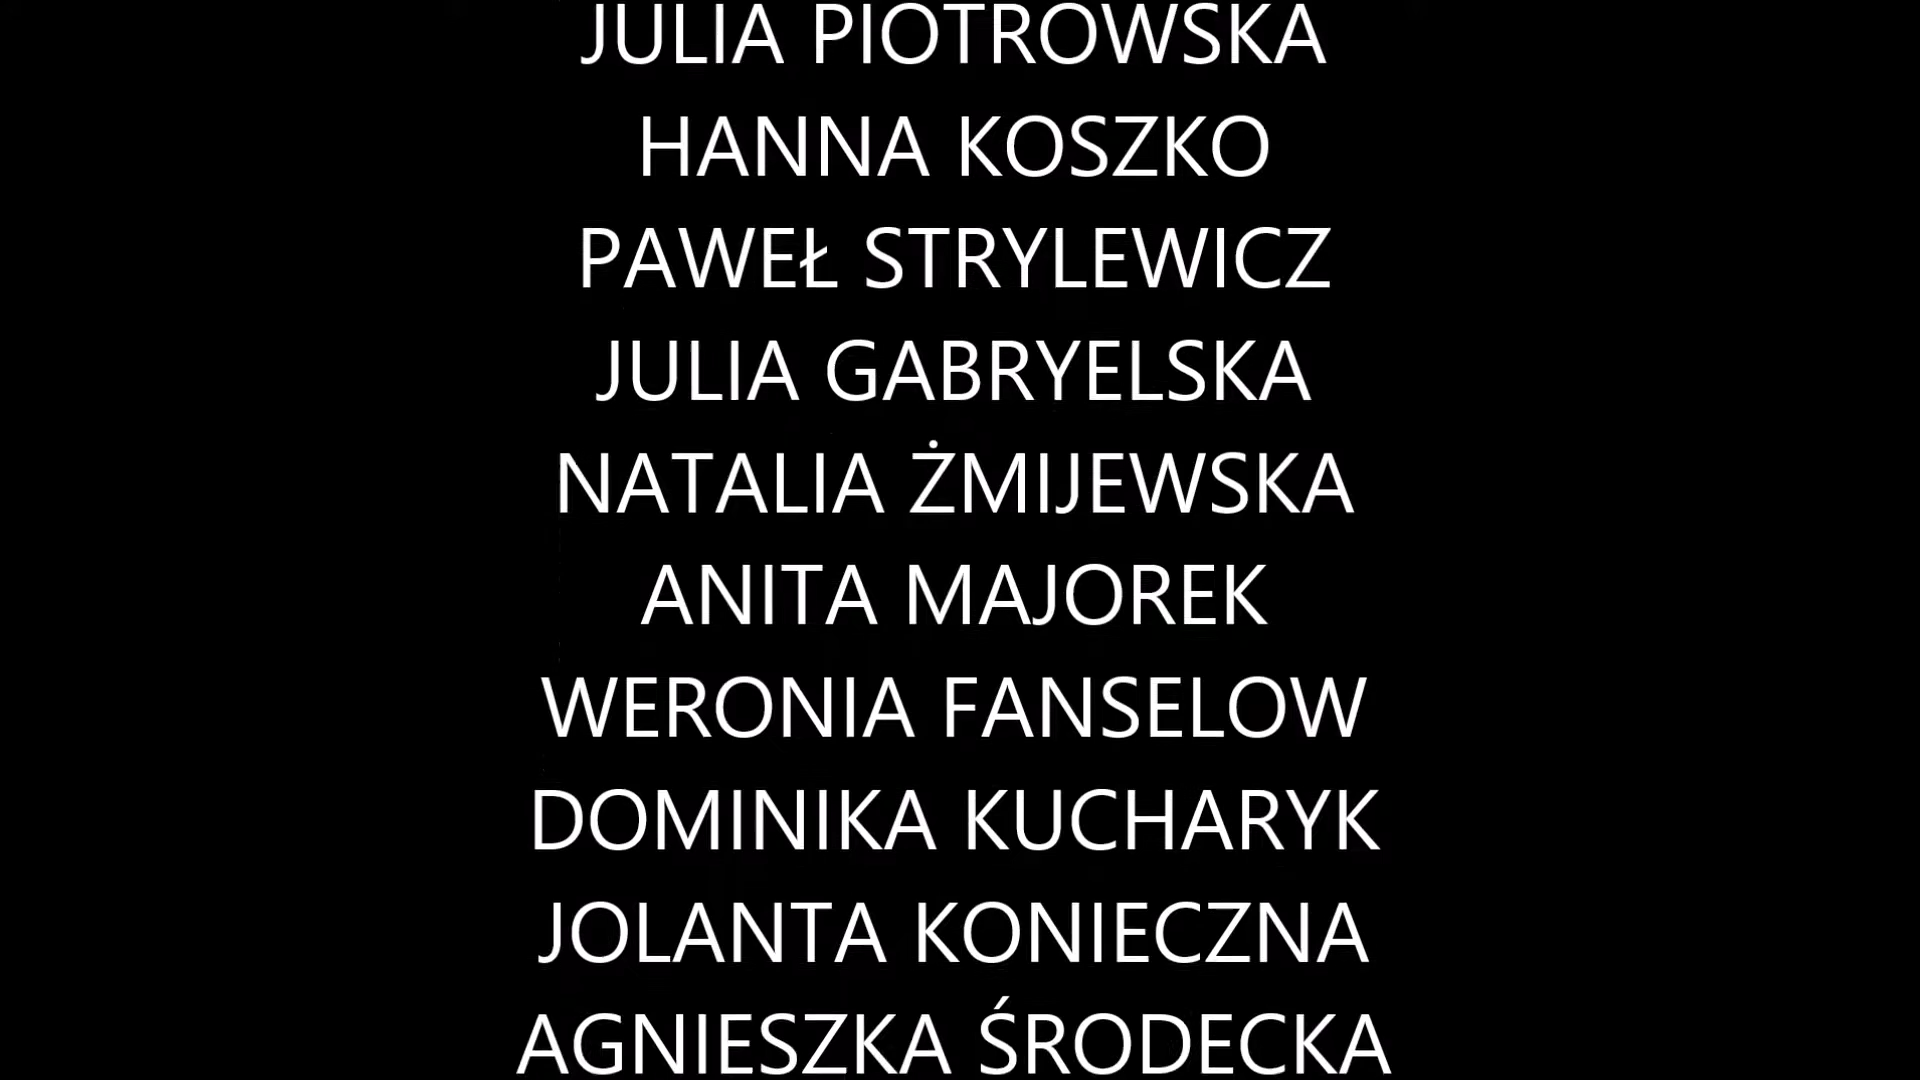 JULIA PIOTROWSKA
HANNA KOSZKO
PAWEŁ STRYLEWICZ
JULIA GABRYELSKA
NATALIA ŻMIJEWSKA
ANITA MAJOREK
WERONIA FANSELOW
DOMINIKA KUCHARYK
JOLANTA KONIECZNA
AGNIESZKA ŚRODECKA